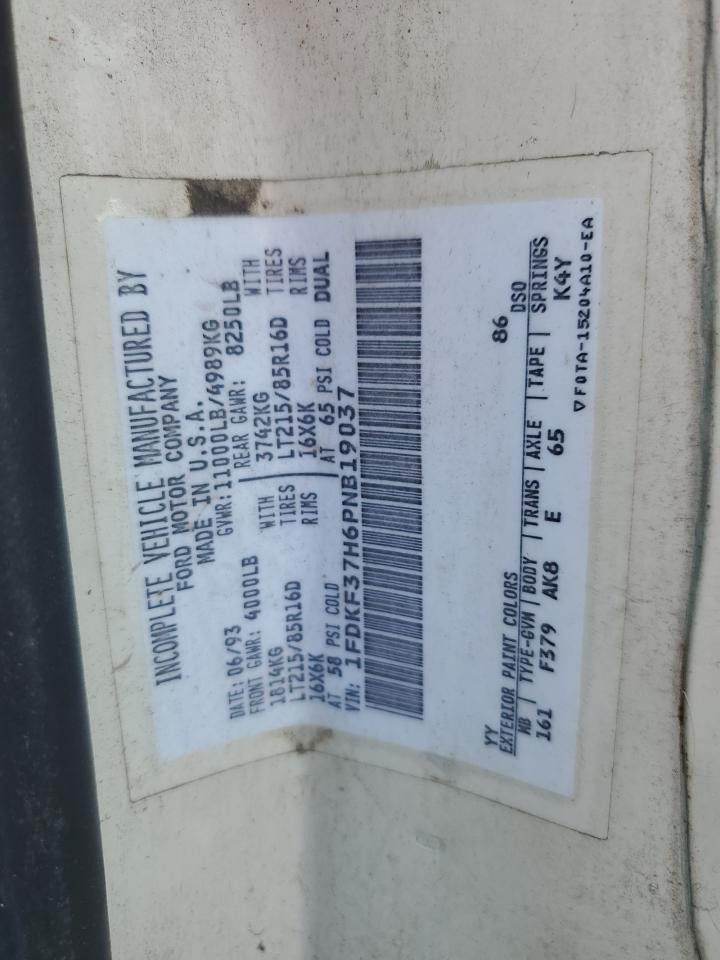 INCOMPLETE VEHICLE MANUFACTURED BY
FORD MOTOR COMPANY
MADE IN U.S.A.
DATE: 06/93 GVWR:11000LB/4989KG
FRONT GAWR: 4000LB REAR GAWR: 8250LB
1814KG WITH 3742KG WITH
LT215/85R16D TIRES LT215/85R16D TIRES
16X6K RIMS 16X6K RIMS
AT 58 PSI COLD AT 65 PSI COLD DUAL
VIN: 1FDKF37H6PNB19037
YY 86
EXTERIOR PAINT COLORS DSO
WB | TYPE-GVW | BODY | TRANS | AXLE | TAPE | SPRINGS
161 F379 AK8 E 65 K4Y
▽F0TA-15204A10-EA